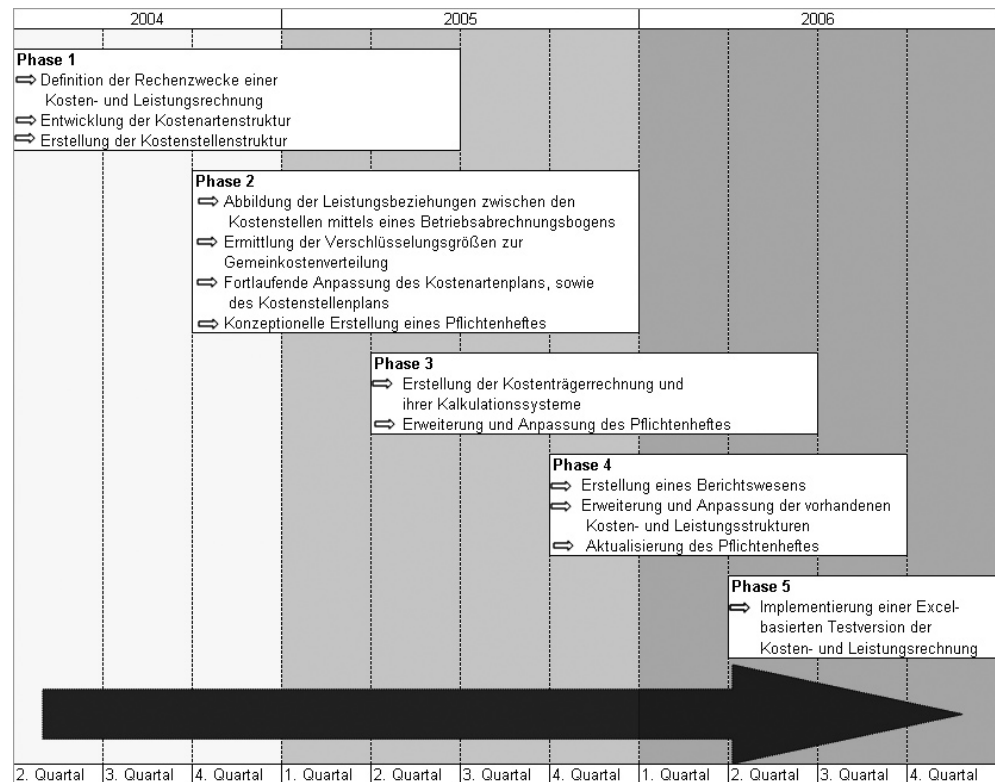 2004 2005 2006
Phase 1
Definition der Rechenzwecke einer
Kosten- und Leistungsrechnung
Entwicklung der Kostenartenstruktur
Erstellung der Kostenstellenstruktur
Phase 2
Abbildung der Leistungsbeziehungen zwischen den
Kostenstellen mittels eines Betriebsabrechnungsbogens
Ermittlung der Verschlüsselungsgrößen zur
Gemeinkostenverteilung
Fortlaufende Anpassung des Kostenartenplans, sowie
des Kostenstellenplans
Konzeptionelle Erstellung eines Pflichtenheftes
Phase 3
Erstellung der Kostenträgerrechnung und
ihrer Kalkulationssysteme
Erweiterung und Anpassung des Pflichtenheftes
Phase 4
Erstellung eines Berichtswesens
Erweiterung und Anpassung der vorhandenen
Kosten- und Leistungsstrukturen
Aktualisierung des Pflichtenheftes
Phase 5
Implementierung einer Excel-
basierten Testversion der
Kosten- und Leistungsrechnung
2. Quartal 3. Quartal 4. Quartal 1. Quartal 2. Quartal 3. Quartal 4. Quartal 1. Quartal 2. Quartal 3. Quartal 4. Quartal